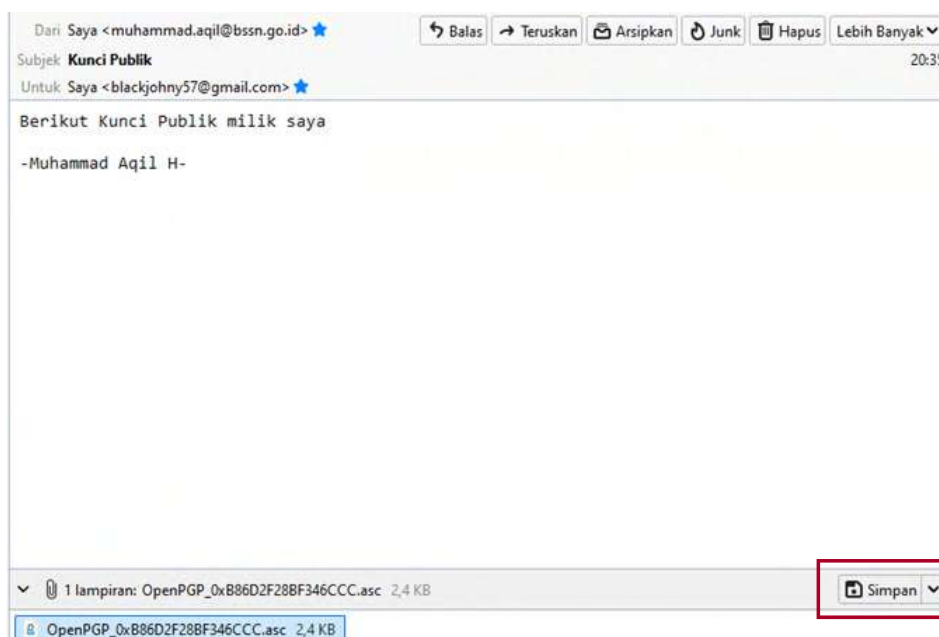 Dari Saya <muhammad.aqil@bssn.go.id>
Balas Teruskan Arsipkan Junk Hapus Lebih Banyak
Subjek Kunci Publik 20:35
Untuk Saya <blackjohny57@gmail.com>
Berikut Kunci Publik milik saya
-Muhammad Aqil H-
1 lampiran: OpenPGP_0xB86D2F28BF346CCC.asc 2,4 KB Simpan
OpenPGP_0xB86D2F28BF346CCC.asc 2,4 KB